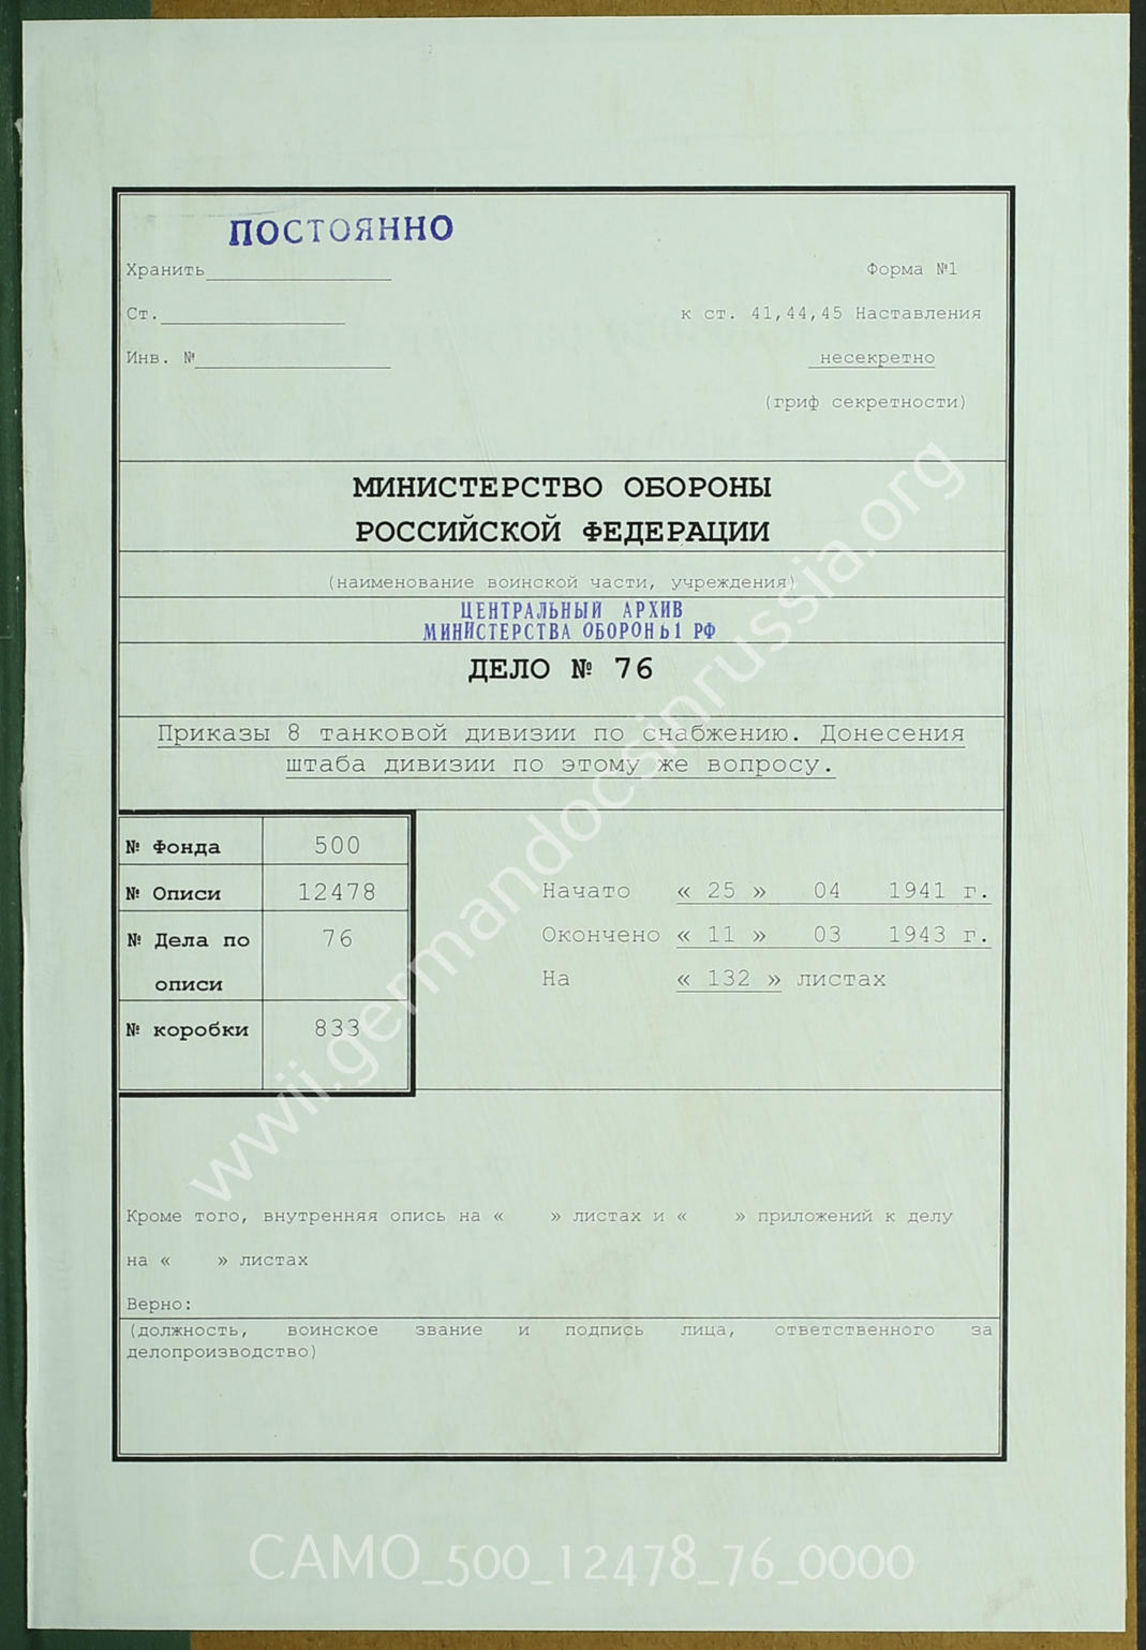 ПОСТОЯННО
Хранить
Форма №1
Ст.
к ст. 41,44,45 Наставления
Инв. №
несекретно
(гриф секретности)
МИНИСТЕРСТВО ОБОРОНЫ
РОССИЙСКОЙ ФЕДЕРАЦИИ
(наименование воинской части, учреждения)
ЦЕНТРАЛЬНЫЙ АРХИВ
МИНИСТЕРСТВА ОБОРОНЫ РФ
ДЕЛО № 76
Приказы 8 танковой дивизии по снабжению. Донесения
штаба дивизии по этому же вопросу.
№ Фонда 500
№ Описи 12478
№ Дела по 76
описи
№ коробки 833
Начато « 25 » 04 1941 г.
Окончено « 11 » 03 1943 г.
На « 132 » листах
Кроме того, внутренняя опись на « » листах и « » приложений к делу
на « » листах
Верно:
(должность, воинское звание и подпись лица, ответственного за
делопроизводство)
wwii.germandocsinrussia.org
CAMO_500_12478_76_0000